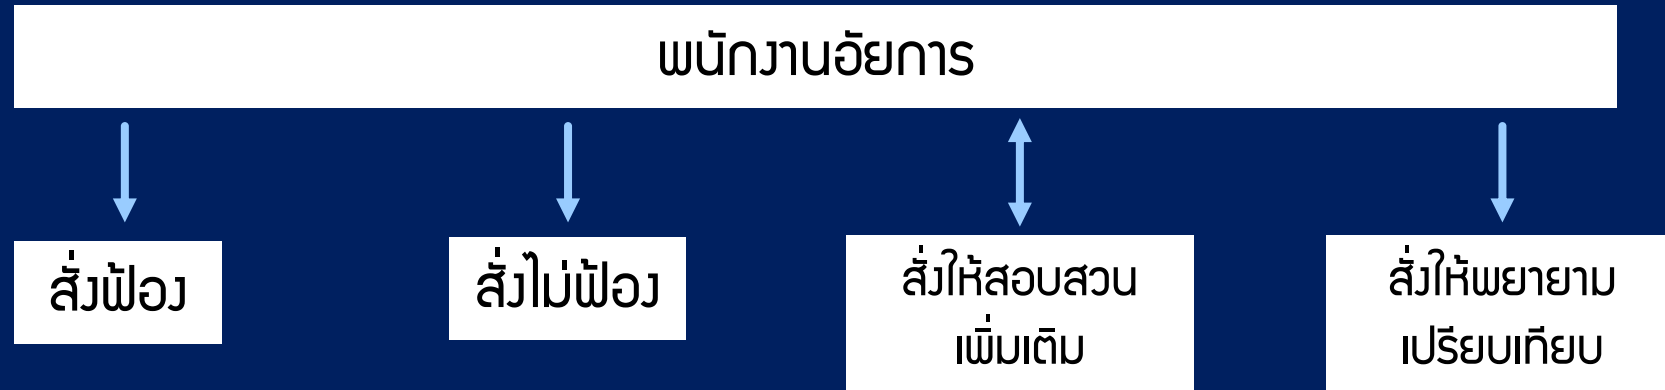 พนักงานอัยการ
สั่งฟ้อง
สั่งไม่ฟ้อง
สั่งให้สอบสวน
เพิ่มเติม
สั่งให้พยายาม
เปรียบเทียบ